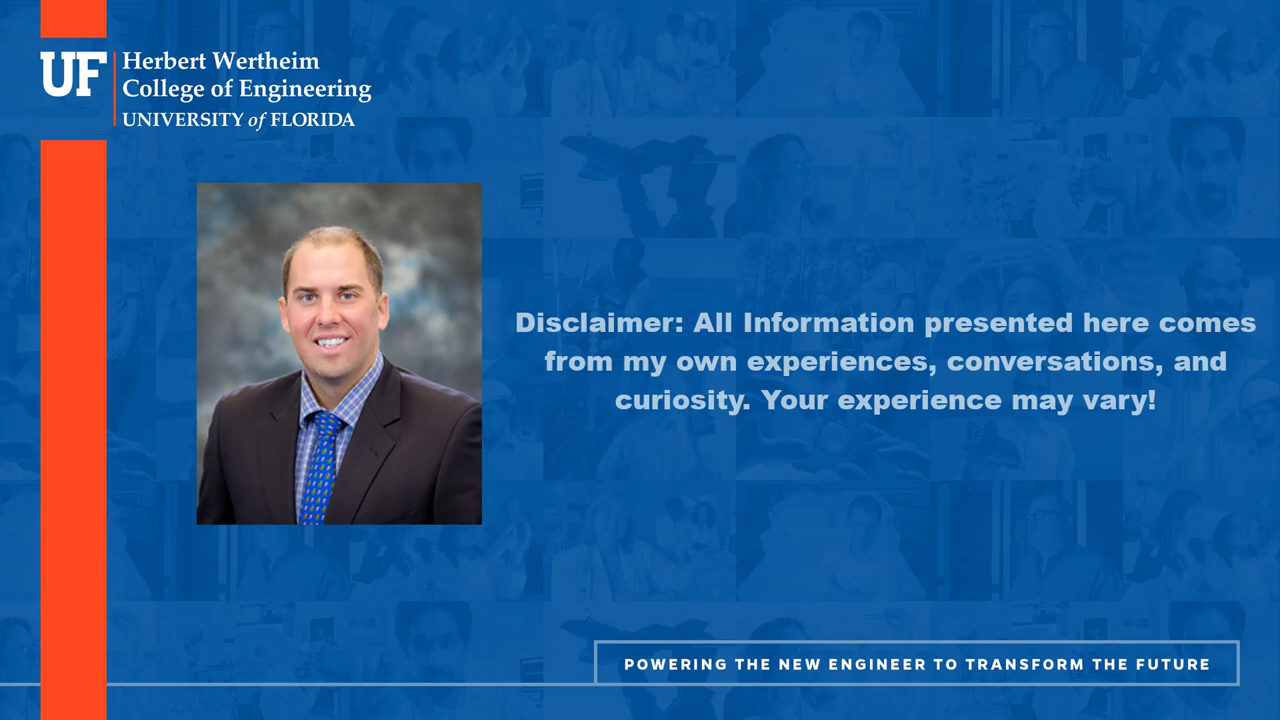 UF
Herbert Wertheim
College of Engineering
UNIVERSITY of FLORIDA
Disclaimer: All Information presented here comes
from my own experiences, conversations, and
curiosity. Your experience may vary!
POWERING THE NEW ENGINEER TO TRANSFORM THE FUTURE